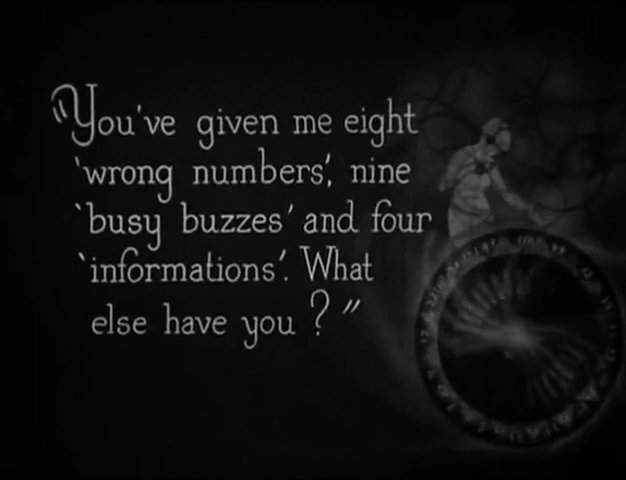 "You've given me eight
'wrong numbers', nine
'busy buzzes' and four
'informations'. What
else have you?"